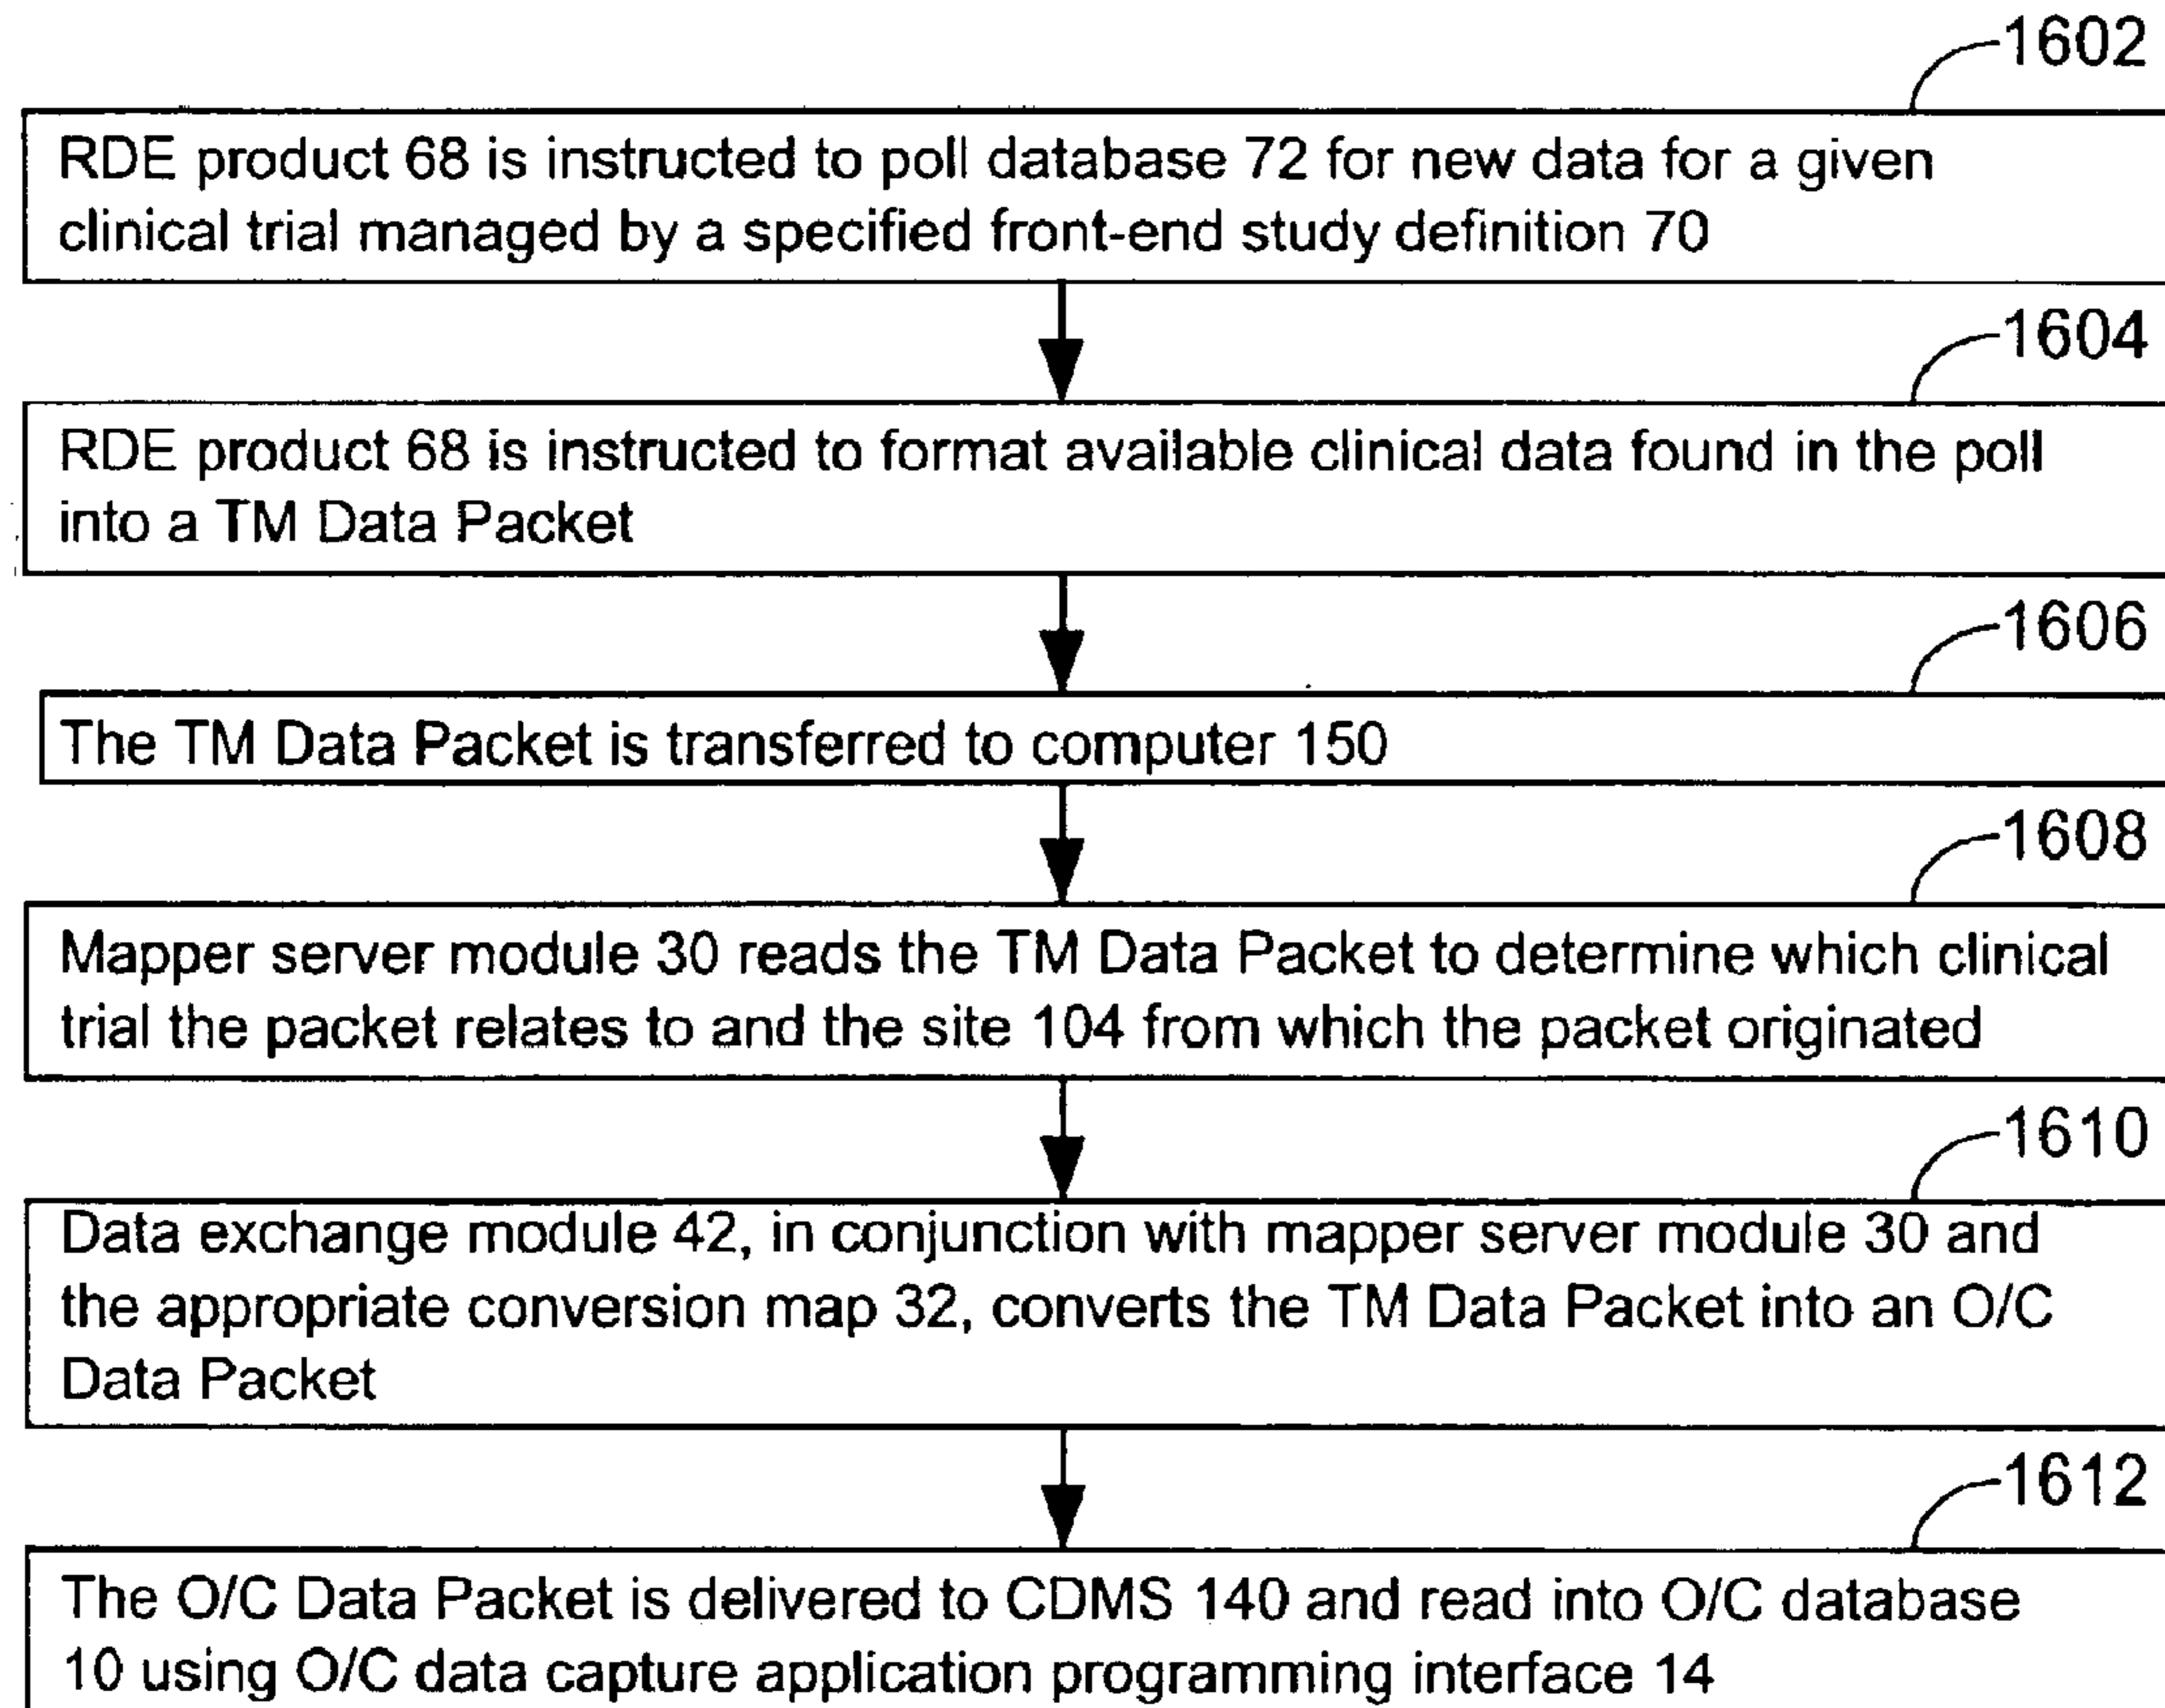 1602
RDE product 68 is instructed to poll database 72 for new data for a given
clinical trial managed by a specified front-end study definition 70
1604
RDE product 68 is instructed to format available clinical data found in the poll
into a TM Data Packet
1606
The TM Data Packet is transferred to computer 150
1608
Mapper server module 30 reads the TM Data Packet to determine which clinical
trial the packet relates to and the site 104 from which the packet originated
1610
Data exchange module 42, in conjunction with mapper server module 30 and
the appropriate conversion map 32, converts the TM Data Packet into an O/C
Data Packet
1612
The O/C Data Packet is delivered to CDMS 140 and read into O/C database
10 using O/C data capture application programming interface 14